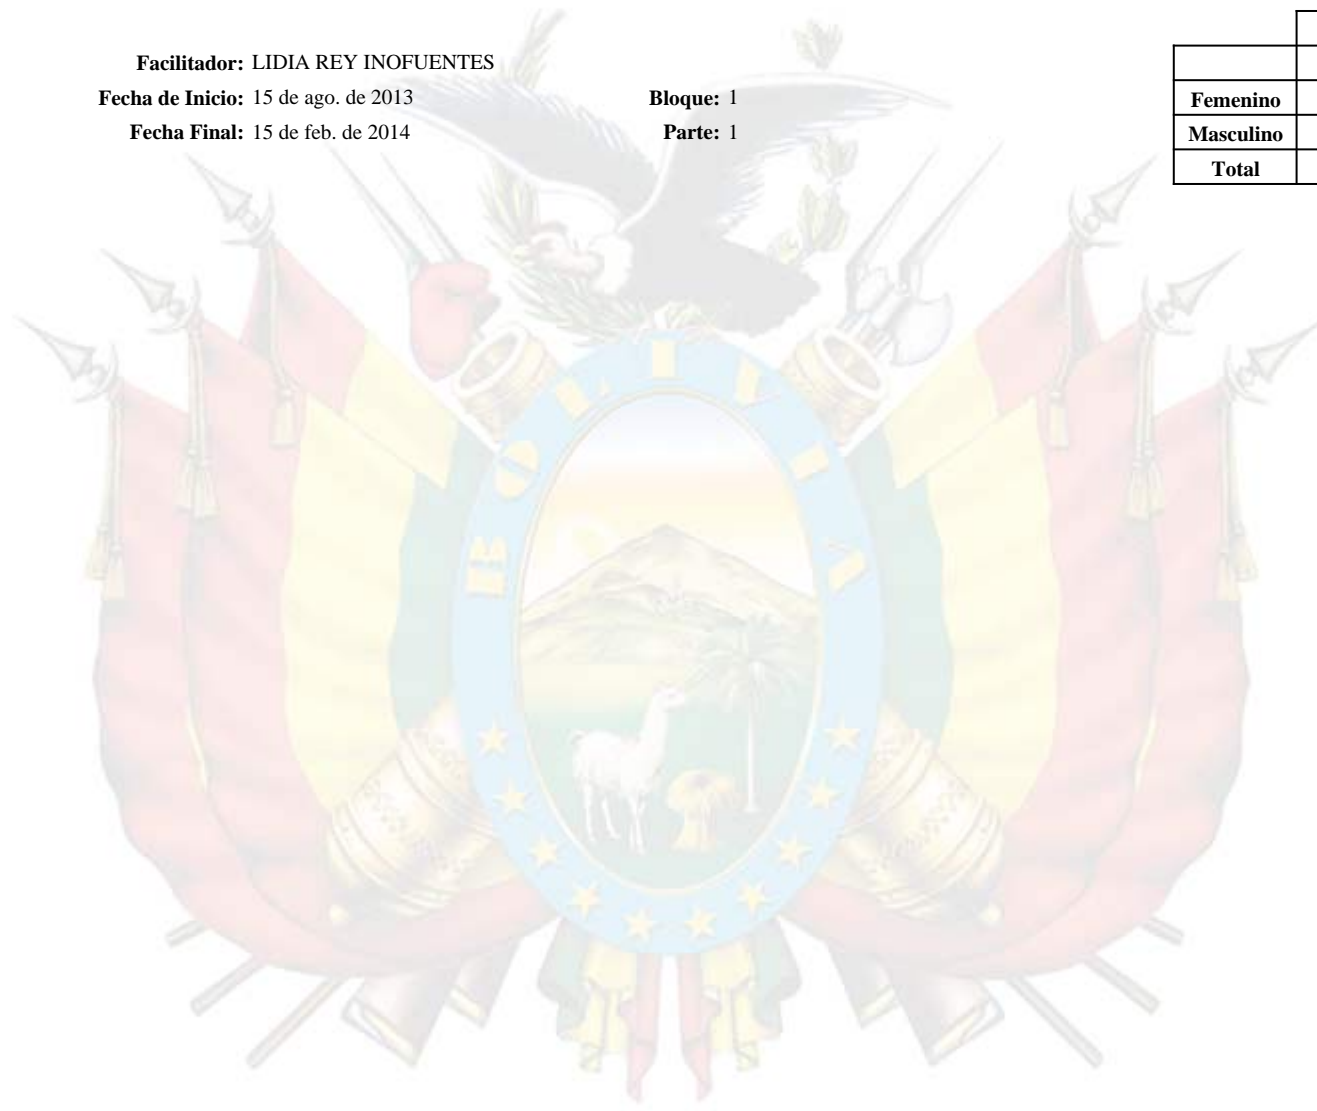 Facilitador: LIDIA REY INOFUENTES
Fecha de Inicio: 15 de ago. de 2013 Bloque: 1
Fecha Final: 15 de feb. de 2014 Parte: 1
Femenino
Masculino
Total
BOLIVIA